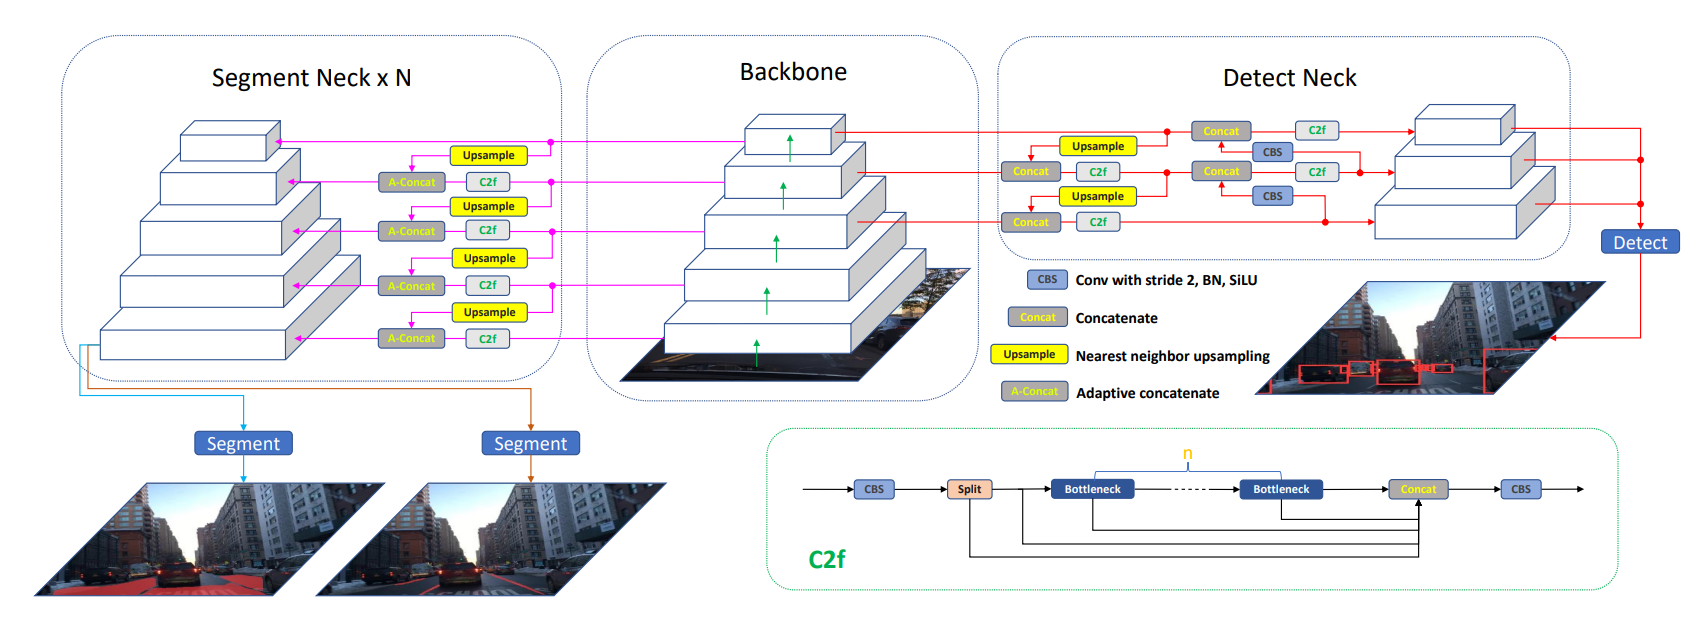 Segment Neck x N
Backbone
Detect Neck
Upsample
A-Concat
C2f
Upsample
A-Concat
C2f
Upsample
A-Concat
C2f
Upsample
A-Concat
C2f
Concat
C2f
Upsample
CBS
Concat
C2f
Concat
C2f
Upsample
CBS
Concat
C2f
Detect
CBS Conv with stride 2, BN, SiLU
Concat Concatenate
Upsample Nearest neighbor upsampling
A-Concat Adaptive concatenate
Segment
Segment
n
CBS
Split
Bottleneck
Bottleneck
Concat
CBS
C2f